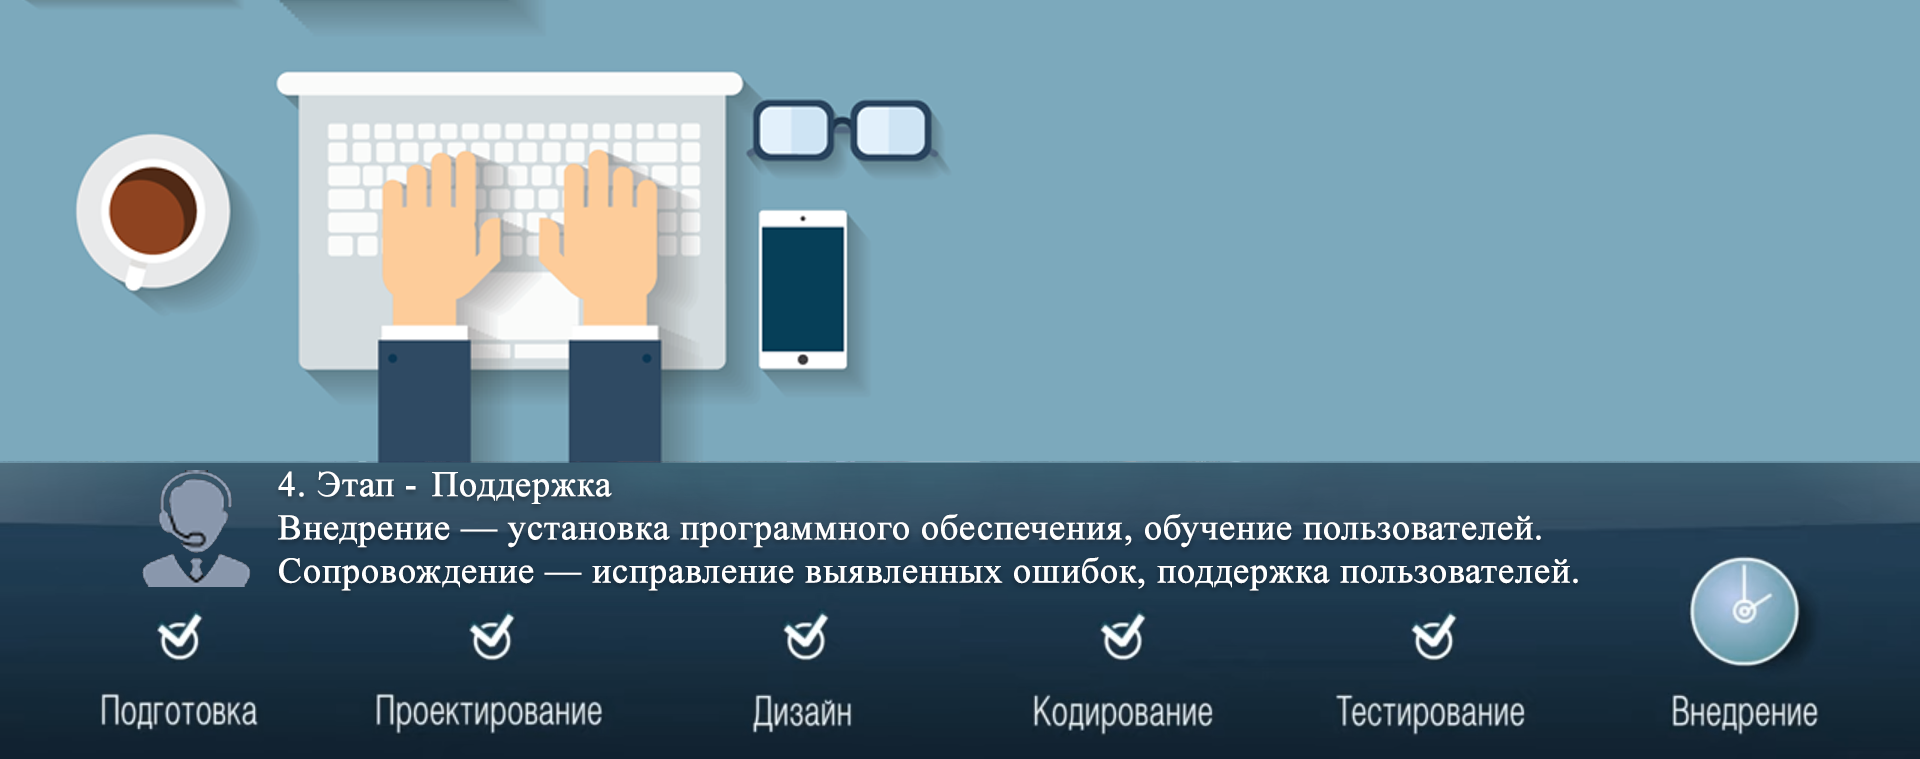 4. Этап - Поддержка
Внедрение — установка программного обеспечения, обучение пользователей.
Сопровождение — исправление выявленных ошибок, поддержка пользователей.
Подготовка Проектирование Дизайн Кодирование Тестирование Внедрение